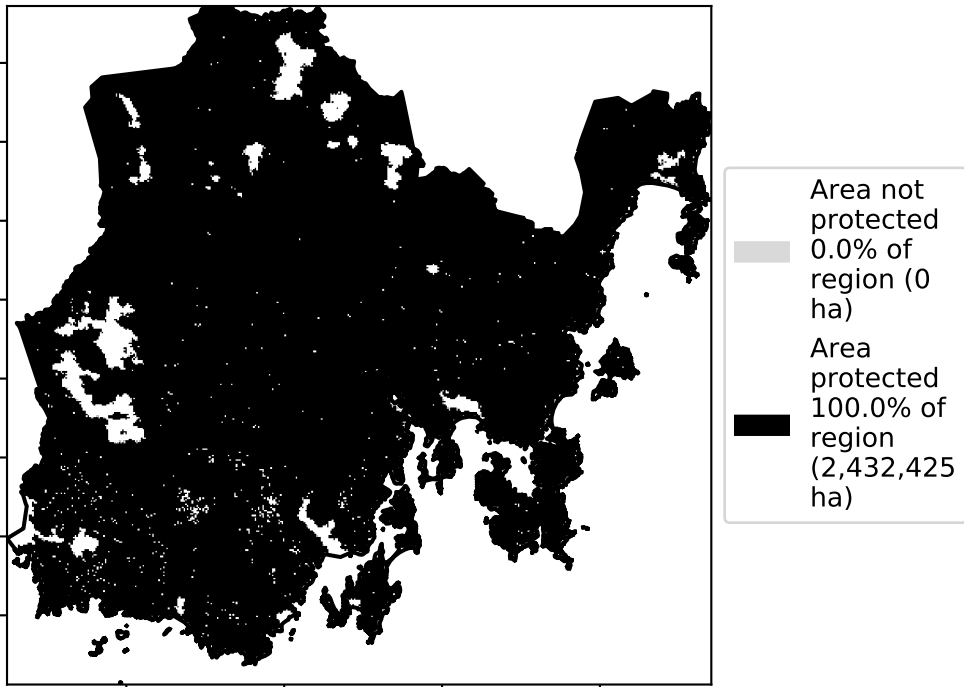 Area not
protected
0.0% of
region (0
ha)
Area
protected
100.0% of
region
(2,432,425
ha)